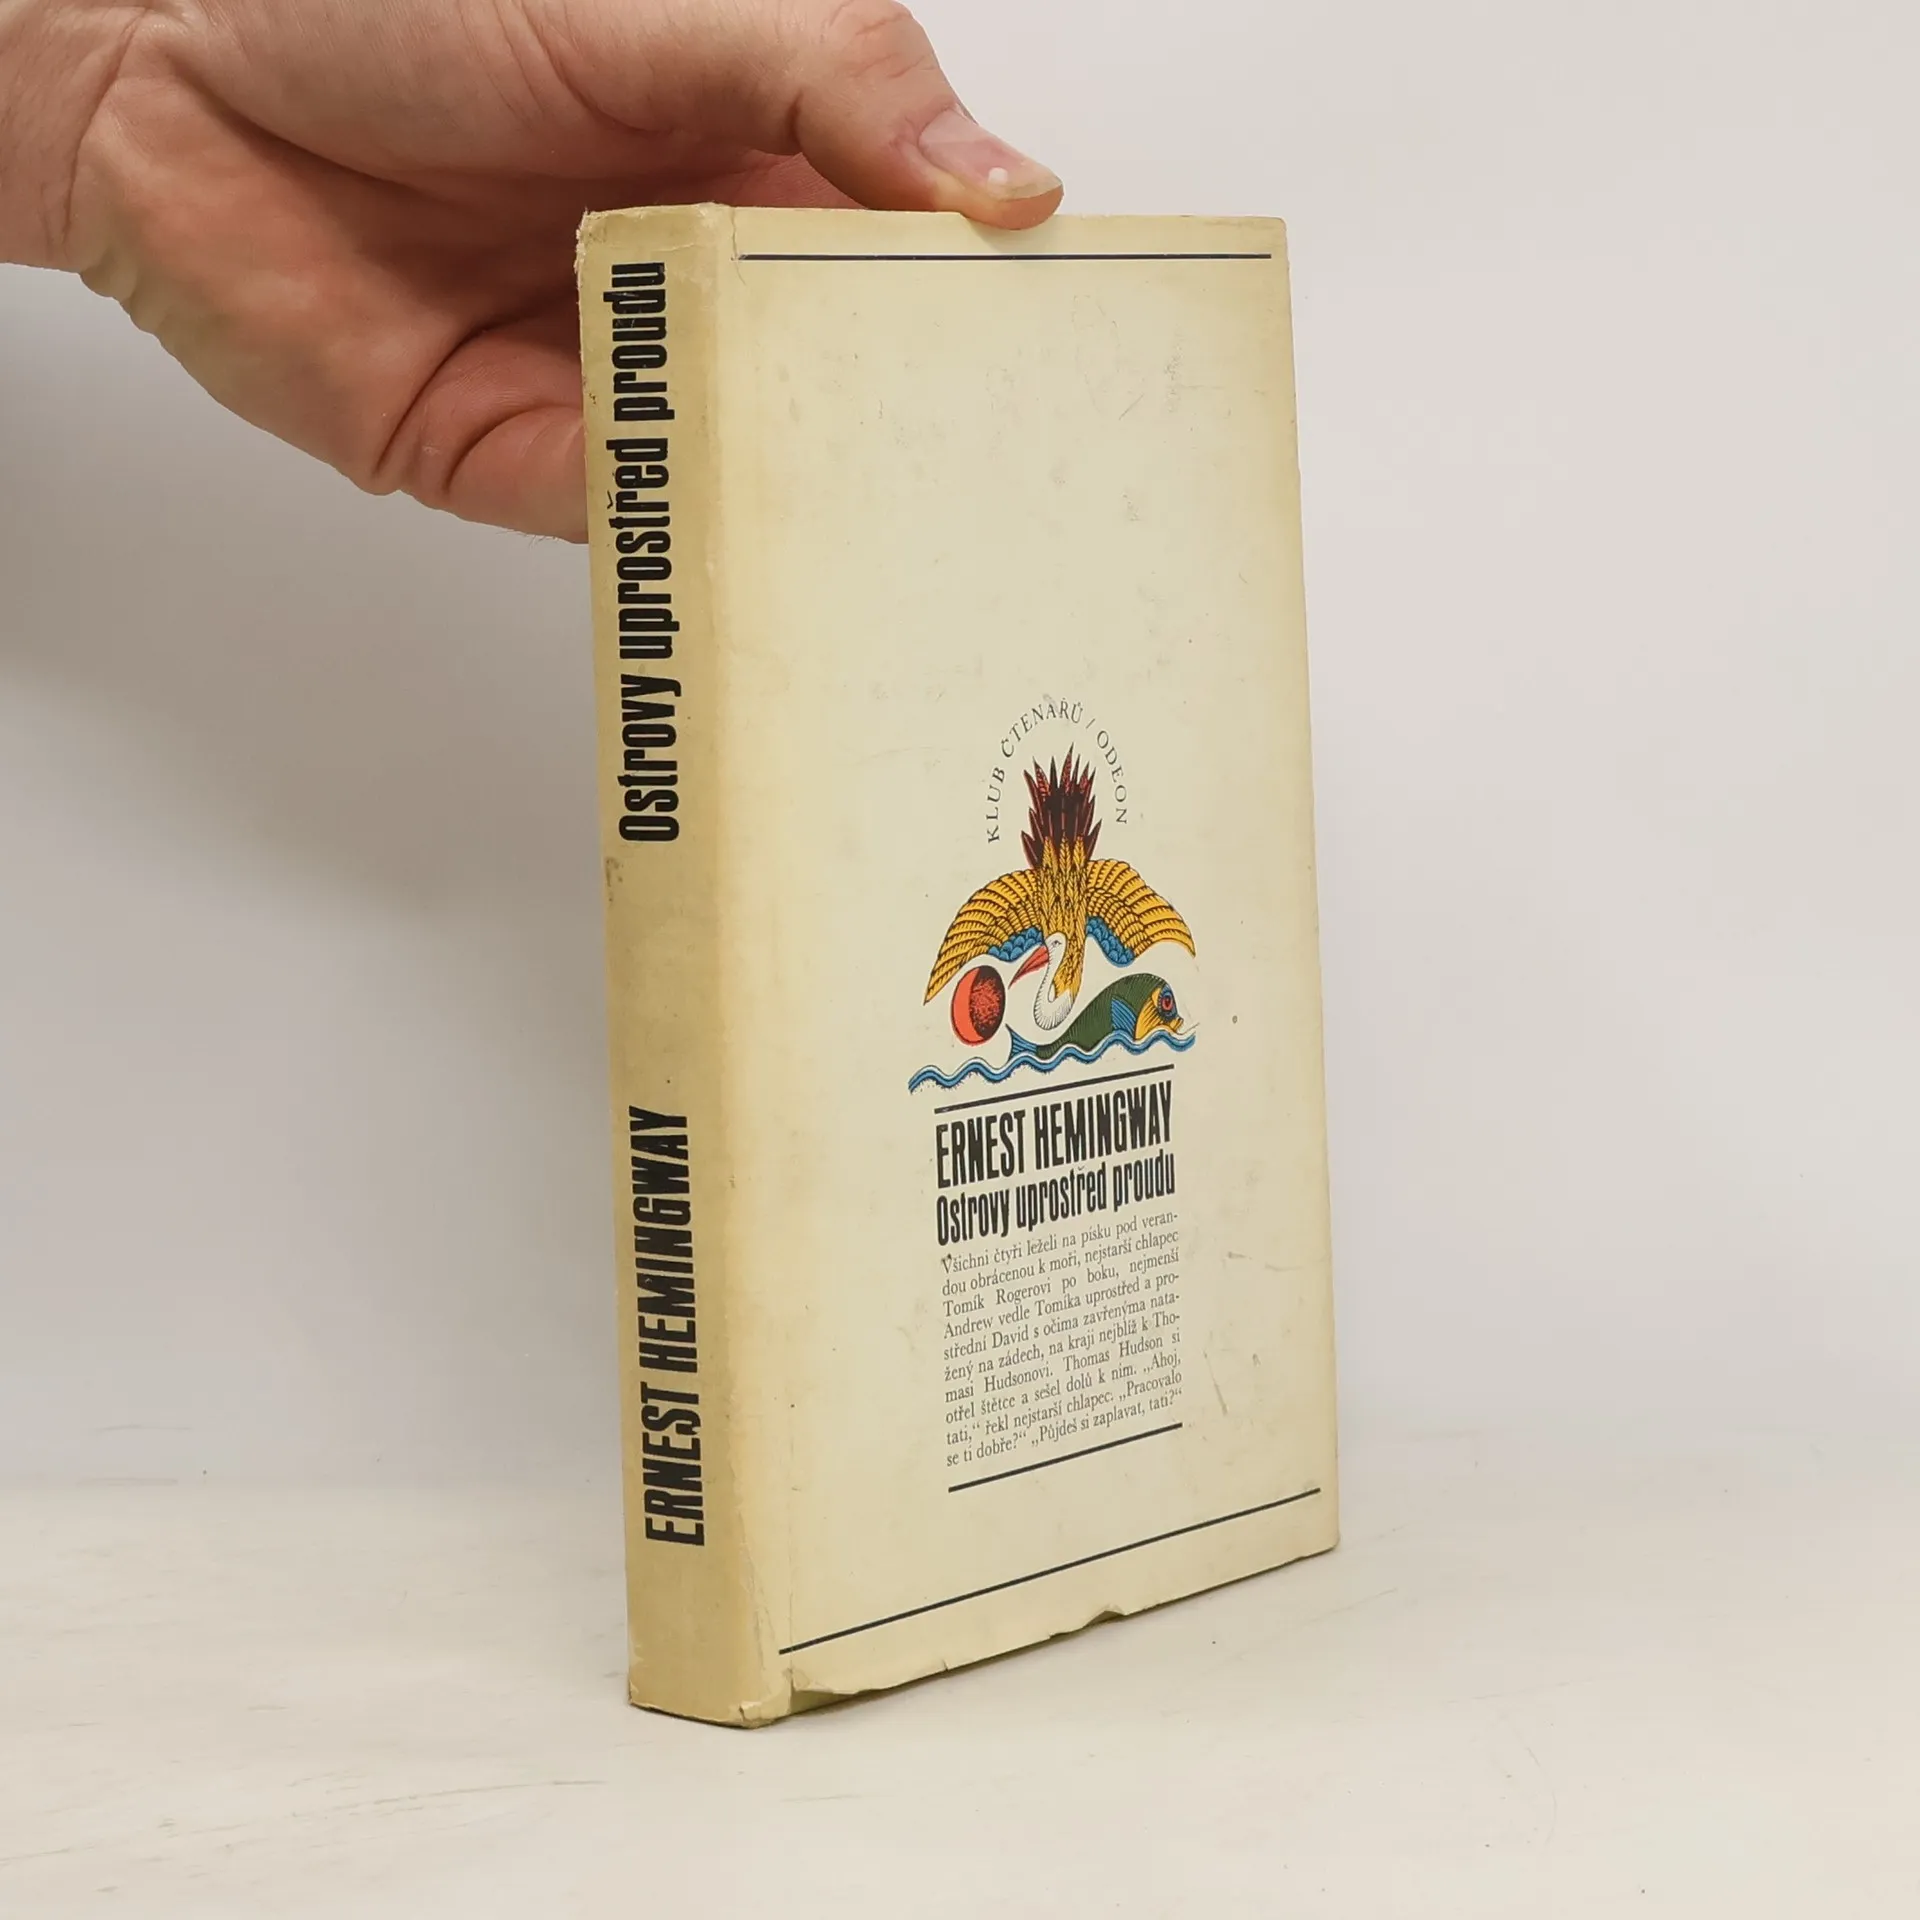 Ostrovy uprostřed proudu
ERNEST HEMINGWAY
KLUB ČTENÁŘŮ / ODEON
ERNEST HEMINGWAY
Ostrovy uprostřed proudu
Všichni čtyři leželi na písku pod veran-
dou obrácenou k moři, nejstarší chlapec
Tomík Rogerovi po boku, nejmenší
Andrew vedle Tomíka uprostřed a pro-
střední David s očima zavřenýma nata-
žený na zádech, na kraji nejblíž k Tho-
masi Hudsonovi. Thomas Hudson si
otřel štětce a sešel dolů k nim. „Ahoj,
tati,“ řekl nejstarší chlapec. „Pracovalo
se ti dobře?“ „Půjdeš si zaplavat, tati?“